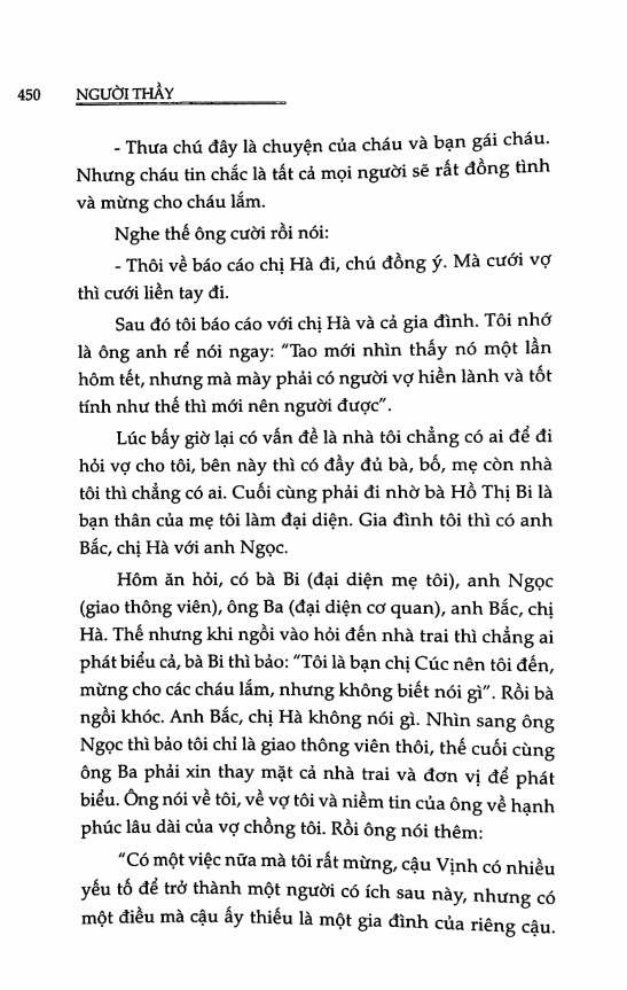 450 NGƯỜI THẦY
- Thưa chú đây là chuyện của cháu và bạn gái cháu.
Nhưng cháu tin chắc là tất cả mọi người sẽ rất đồng tình
và mừng cho cháu lắm.
Nghe thế ông cười rồi nói:
- Thôi về báo cáo chị Hà đi, chú đồng ý. Mà cưới vợ
thì cưới liền tay đi.
Sau đó tôi báo cáo với chị Hà và cả gia đình. Tôi nhớ
là ông anh rể nói ngay: "Tao mới nhìn thấy nó một lần
hôm tết, nhưng mà mày phải có người vợ hiền lành và tốt
tính như thế thì mới nên người được".
Lúc bấy giờ lại có vấn đề là nhà tôi chẳng có ai để đi
hỏi vợ cho tôi, bên này thì có đầy đủ bà, bố, mẹ còn nhà
tôi thì chẳng có ai. Cuối cùng phải đi nhờ bà Hồ Thị Bi là
bạn thân của mẹ tôi làm đại diện. Gia đình tôi thì có anh
Bắc, chị Hà với anh Ngọc.
Hôm ăn hỏi, có bà Bi (đại diện mẹ tôi), anh Ngọc
(giao thông viên), ông Ba (đại diện cơ quan), anh Bắc, chị
Hà. Thế nhưng khi ngồi vào hỏi đến nhà trai thì chẳng ai
phát biểu cả, bà Bi thì bảo: "Tôi là bạn chị Cúc nên tôi đến,
mừng cho các cháu lắm, nhưng không biết nói gì". Rồi bà
ngồi khóc. Anh Bắc, chị Hà không nói gì. Nhìn sang ông
Ngọc thì bảo tôi chỉ là giao thông viên thôi, thế cuối cùng
ông Ba phải xin thay mặt cả nhà trai và đơn vị để phát
biểu. Ông nói về tôi, về vợ tôi và niềm tin của ông về hạnh
phúc lâu dài của vợ chồng tôi. Rồi ông nói thêm:
"Có một việc nữa mà tôi rất mừng, cậu Vịnh có nhiều
yếu tố để trở thành một người có ích sau này, nhưng có
một điều mà cậu ấy thiếu là một gia đình của riêng cậu.